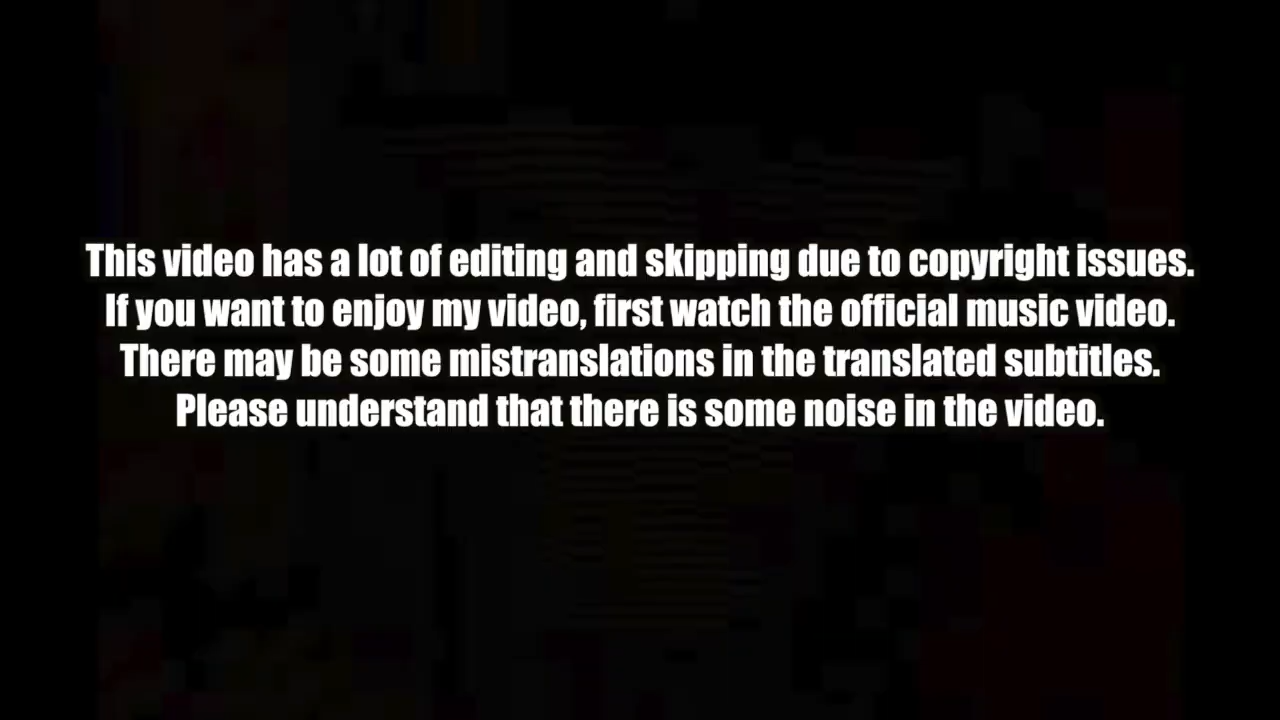 This video has a lot of editing and skipping due to copyright issues.
If you want to enjoy my video, first watch the official music video.
There may be some mistranslations in the translated subtitles.
Please understand that there is some noise in the video.